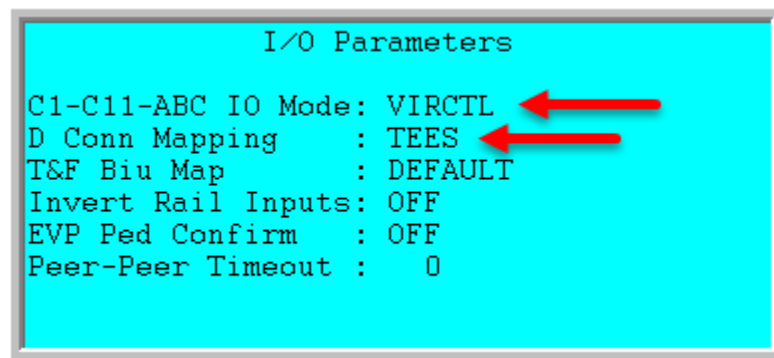 I/O Parameters
C1-C11-ABC IO Mode: VIRCTL
D Conn Mapping : TEES
T&F Biu Map : DEFAULT
Invert Rail Inputs: OFF
EVP Ped Confirm : OFF
Peer-Peer Timeout : 0